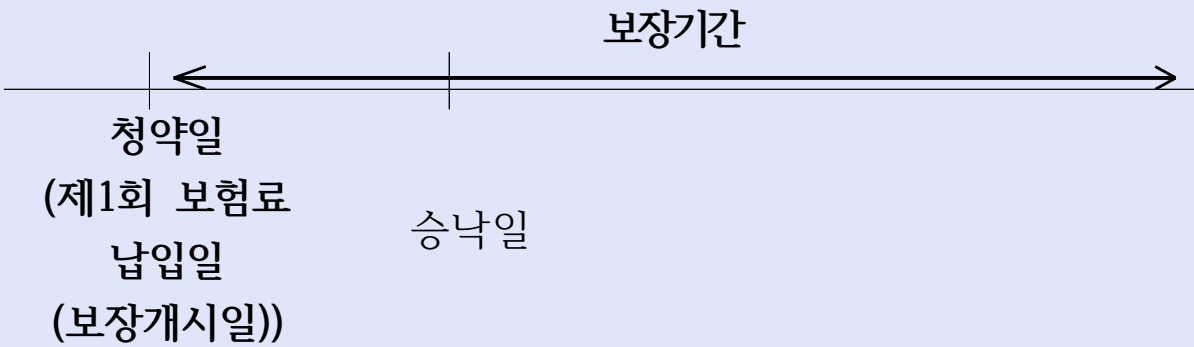 보장기간
청약일
(제1회 보험료
납입일
(보장개시일))
승낙일